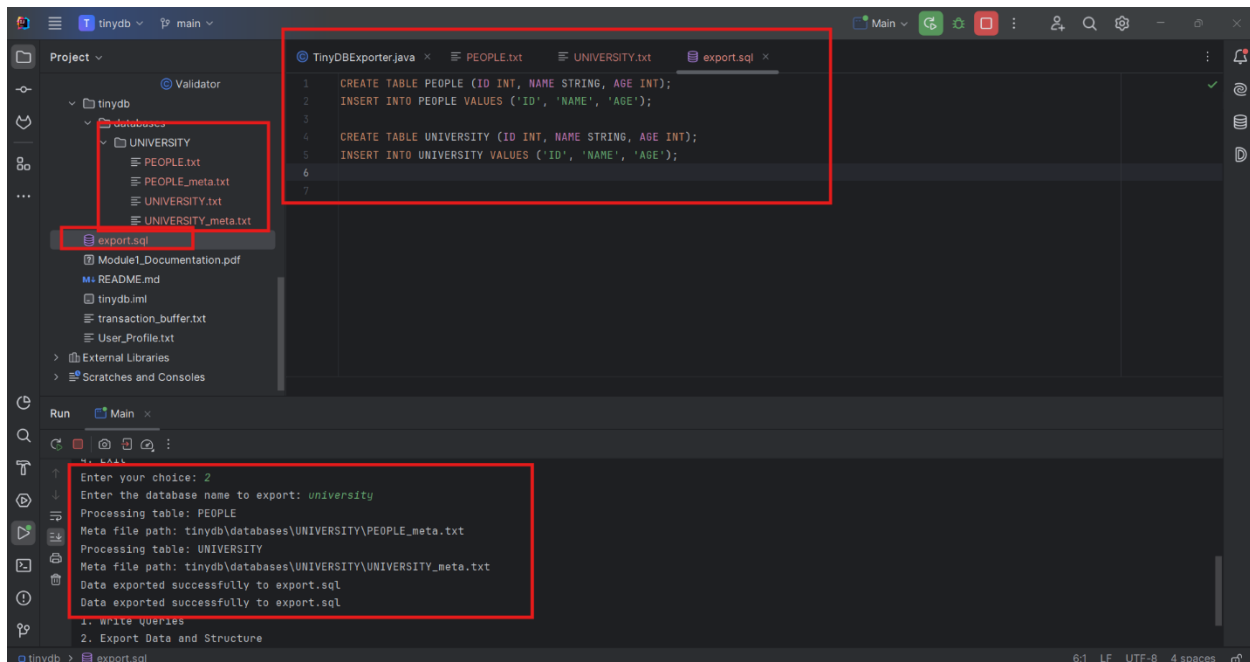 T tinydb main Main
Project
TinyDBExporter.java × PEOPLE.txt UNIVERSITY.txt export.sql ×
Validator
tinydb
databases
UNIVERSITY
PEOPLE.txt
PEOPLE_meta.txt
UNIVERSITY.txt
UNIVERSITY_meta.txt
export.sql
Module1_Documentation.pdf
M↓ README.md
tinydb.iml
transaction_buffer.txt
User_Profile.txt
External Libraries
Scratches and Consoles
1 CREATE TABLE PEOPLE (ID INT, NAME STRING, AGE INT);
2 INSERT INTO PEOPLE VALUES ('ID', 'NAME', 'AGE');
3
4 CREATE TABLE UNIVERSITY (ID INT, NAME STRING, AGE INT);
5 INSERT INTO UNIVERSITY VALUES ('ID', 'NAME', 'AGE');
6
7
Run Main ×
4. EXIT
Enter your choice: 2
Enter the database name to export: university
Processing table: PEOPLE
Meta file path: tinydb\databases\UNIVERSITY\PEOPLE_meta.txt
Processing table: UNIVERSITY
Meta file path: tinydb\databases\UNIVERSITY\UNIVERSITY_meta.txt
Data exported successfully to export.sql
Data exported successfully to export.sql
1. Write Queries
2. Export Data and Structure
tinydb > export.sql 6:1 LF UTF-8 4 spaces